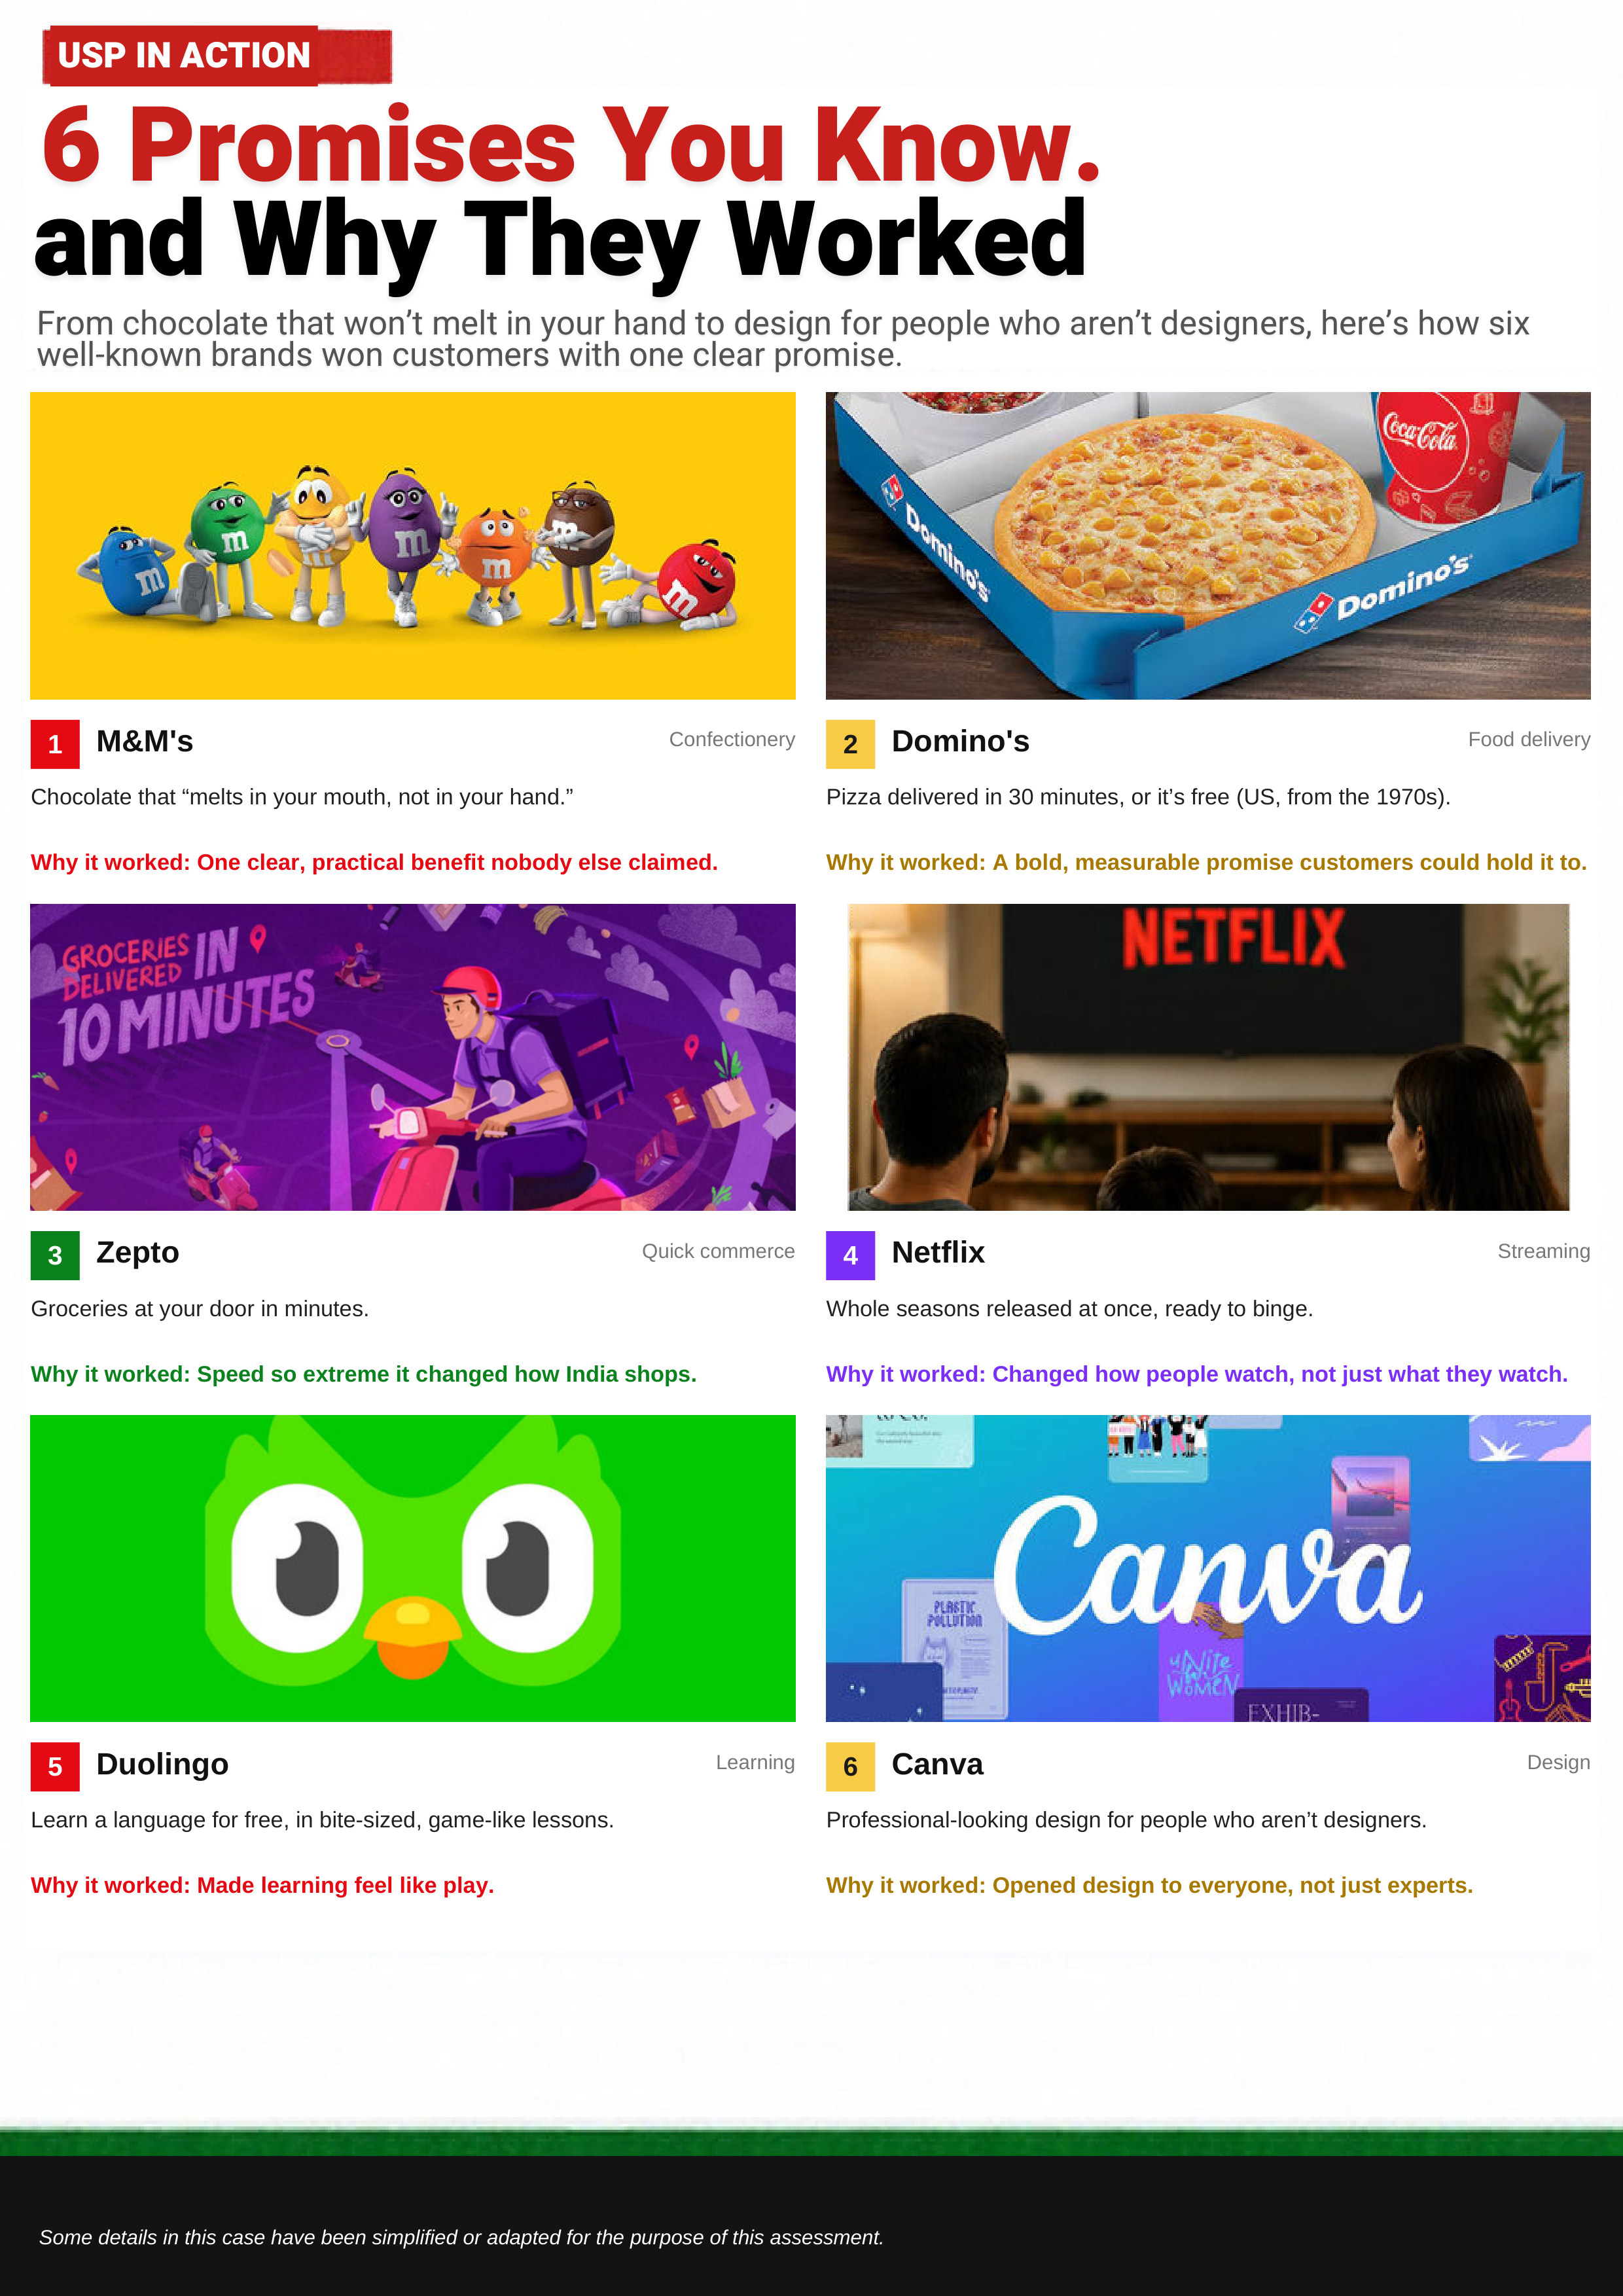 USP IN ACTION
6 Promises You Know.
and Why They Worked
From chocolate that won’t melt in your hand to design for people who aren’t designers, here’s how six
well-known brands won customers with one clear promise.
m
m
m
m
m
m
Coca-Cola
Domino's
Domino's
1 M&M's Confectionery
Chocolate that “melts in your mouth, not in your hand.”
Why it worked: One clear, practical benefit nobody else claimed.
2 Domino's Food delivery
Pizza delivered in 30 minutes, or it’s free (US, from the 1970s).
Why it worked: A bold, measurable promise customers could hold it to.
GROCERIES IN
DELIVERED
10 MINUTES
NETFLIX
3 Zepto Quick commerce
Groceries at your door in minutes.
Why it worked: Speed so extreme it changed how India shops.
4 Netflix Streaming
Whole seasons released at once, ready to binge.
Why it worked: Changed how people watch, not just what they watch.
Canva
PLASTIC
POLLUTION
uNite
WOMEN
EXHIB-
5 Duolingo Learning
Learn a language for free, in bite-sized, game-like lessons.
Why it worked: Made learning feel like play.
6 Canva Design
Professional-looking design for people who aren’t designers.
Why it worked: Opened design to everyone, not just experts.
Some details in this case have been simplified or adapted for the purpose of this assessment.